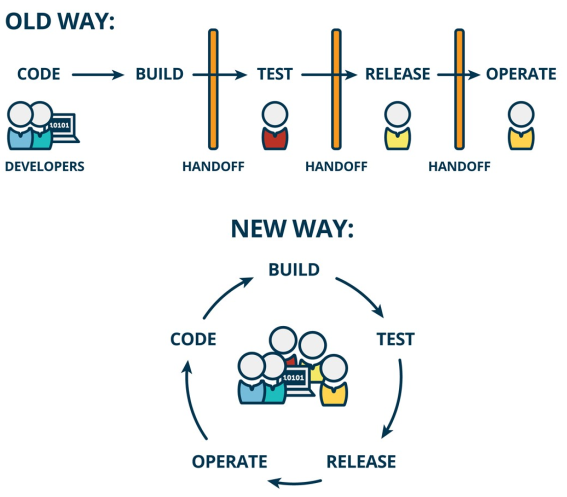 OLD WAY:
CODE BUILD TEST RELEASE OPERATE
10101
DEVELOPERS HANDOFF HANDOFF HANDOFF
NEW WAY:
BUILD
CODE TEST
10101
OPERATE RELEASE